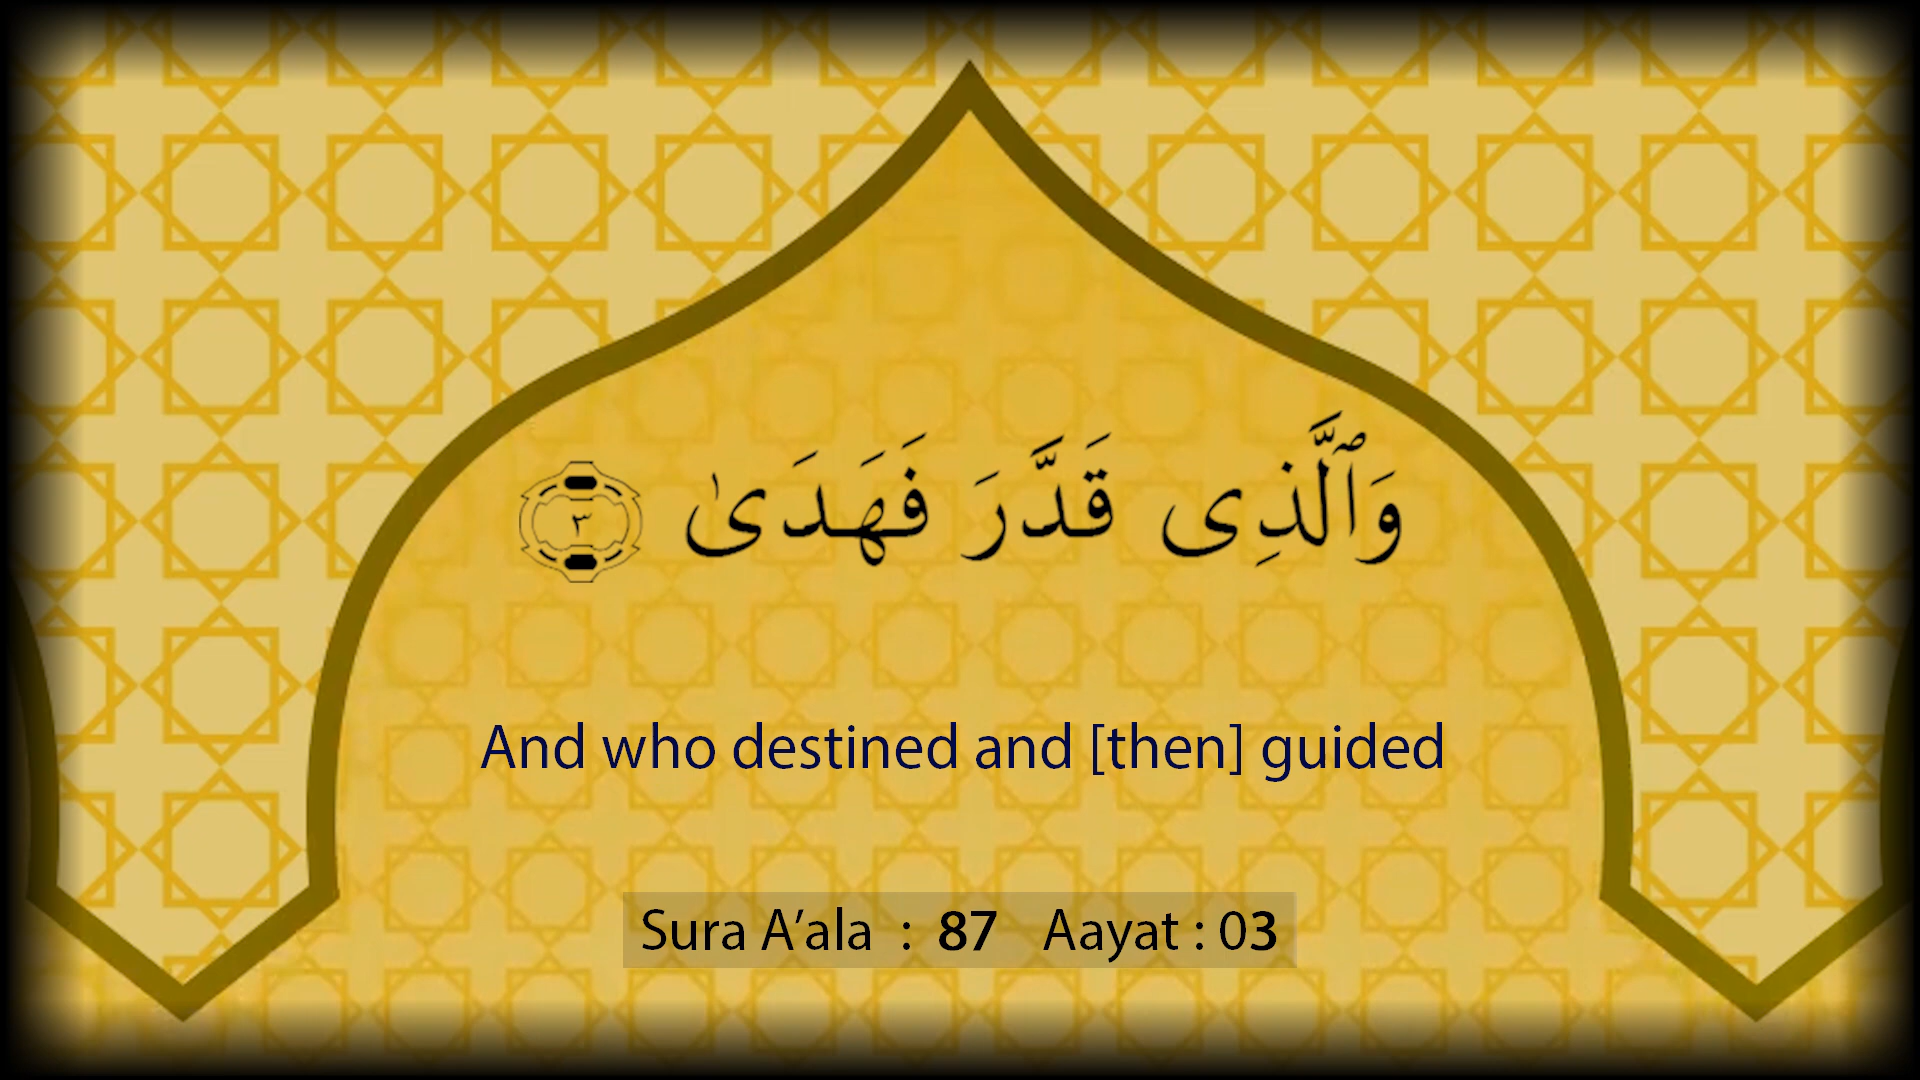 وَٱلَّذِى قَدَّرَ فَهَدَىٰ ٣
And who destined and [then] guided
Sura A’ala : 87 Aayat : 03